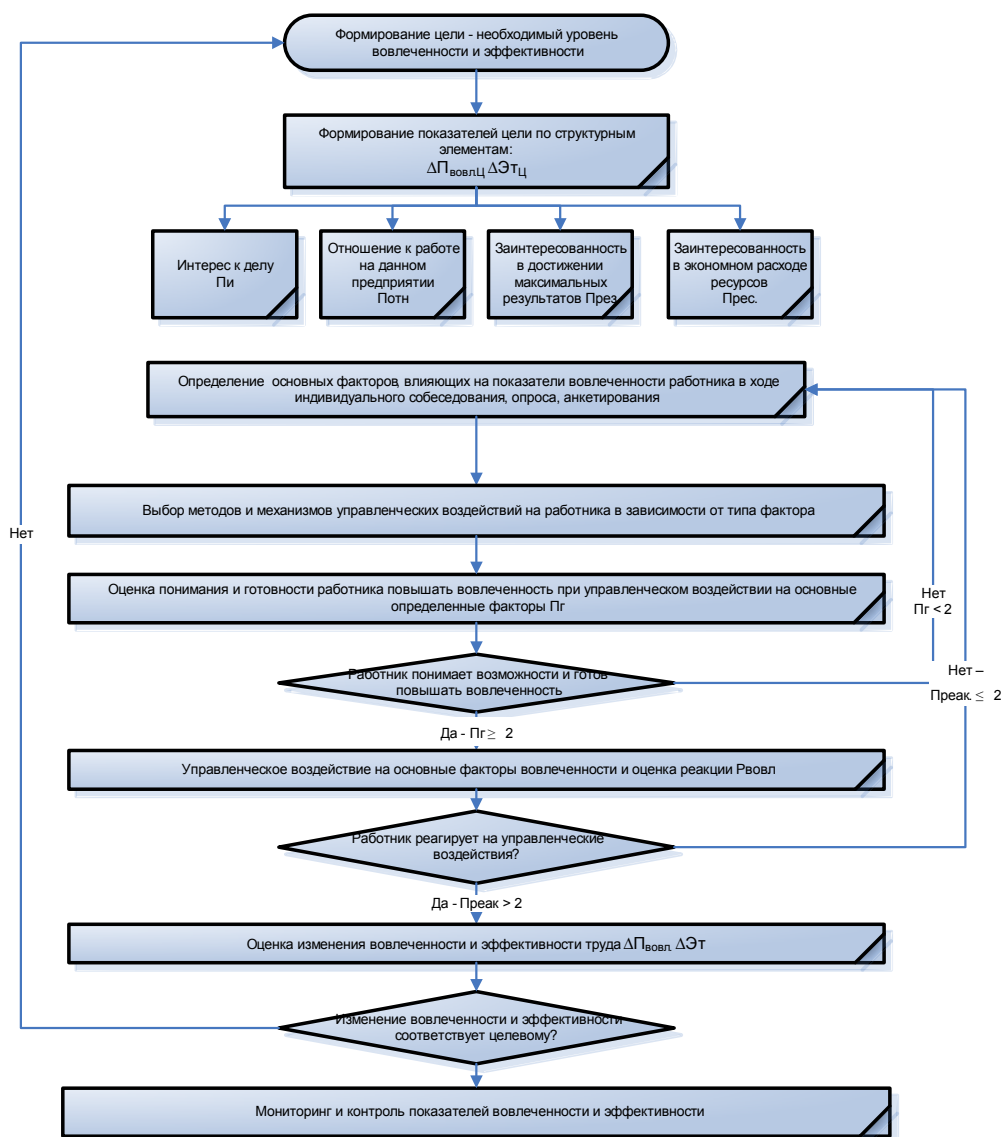 Формирование цели - необходимый уровень
вовлеченности и эффективности
Формирование показателей цели по структурным
элементам:
∆Пвовл.Ц ∆ЭтЦ
Интерес к делу
Пи
Отношение к работе
на данном
предприятии
Потн
Заинтересованность
в достижении
максимальных
результатов През
Заинтересованность
в экономном расходе
ресурсов
Прес.
Определение основных факторов, влияющих на показатели вовлеченности работника в ходе
индивидуального собеседования, опроса, анкетирования
Выбор методов и механизмов управленческих воздействий на работника в зависимости от типа фактора
Нет
Оценка понимания и готовности работника повышать вовлеченность при управленческом воздействии на основные
определенные факторы Пг
Нет
Пг < 2
Работник понимает возможности и готов
повышать вовлеченность
Нет –
Преак. ≤ 2
Да - Пг ≥ 2
Управленческое воздействие на основные факторы вовлеченности и оценка реакции Рвовл
Работник реагирует на управленческие
воздействия?
Да - Преак > 2
Оценка изменения вовлеченности и эффективности труда ∆Пвовл. ∆Эт
Изменение вовлеченности и эффективности
соответствует целевому?
Мониторинг и контроль показателей вовлеченности и эффективности